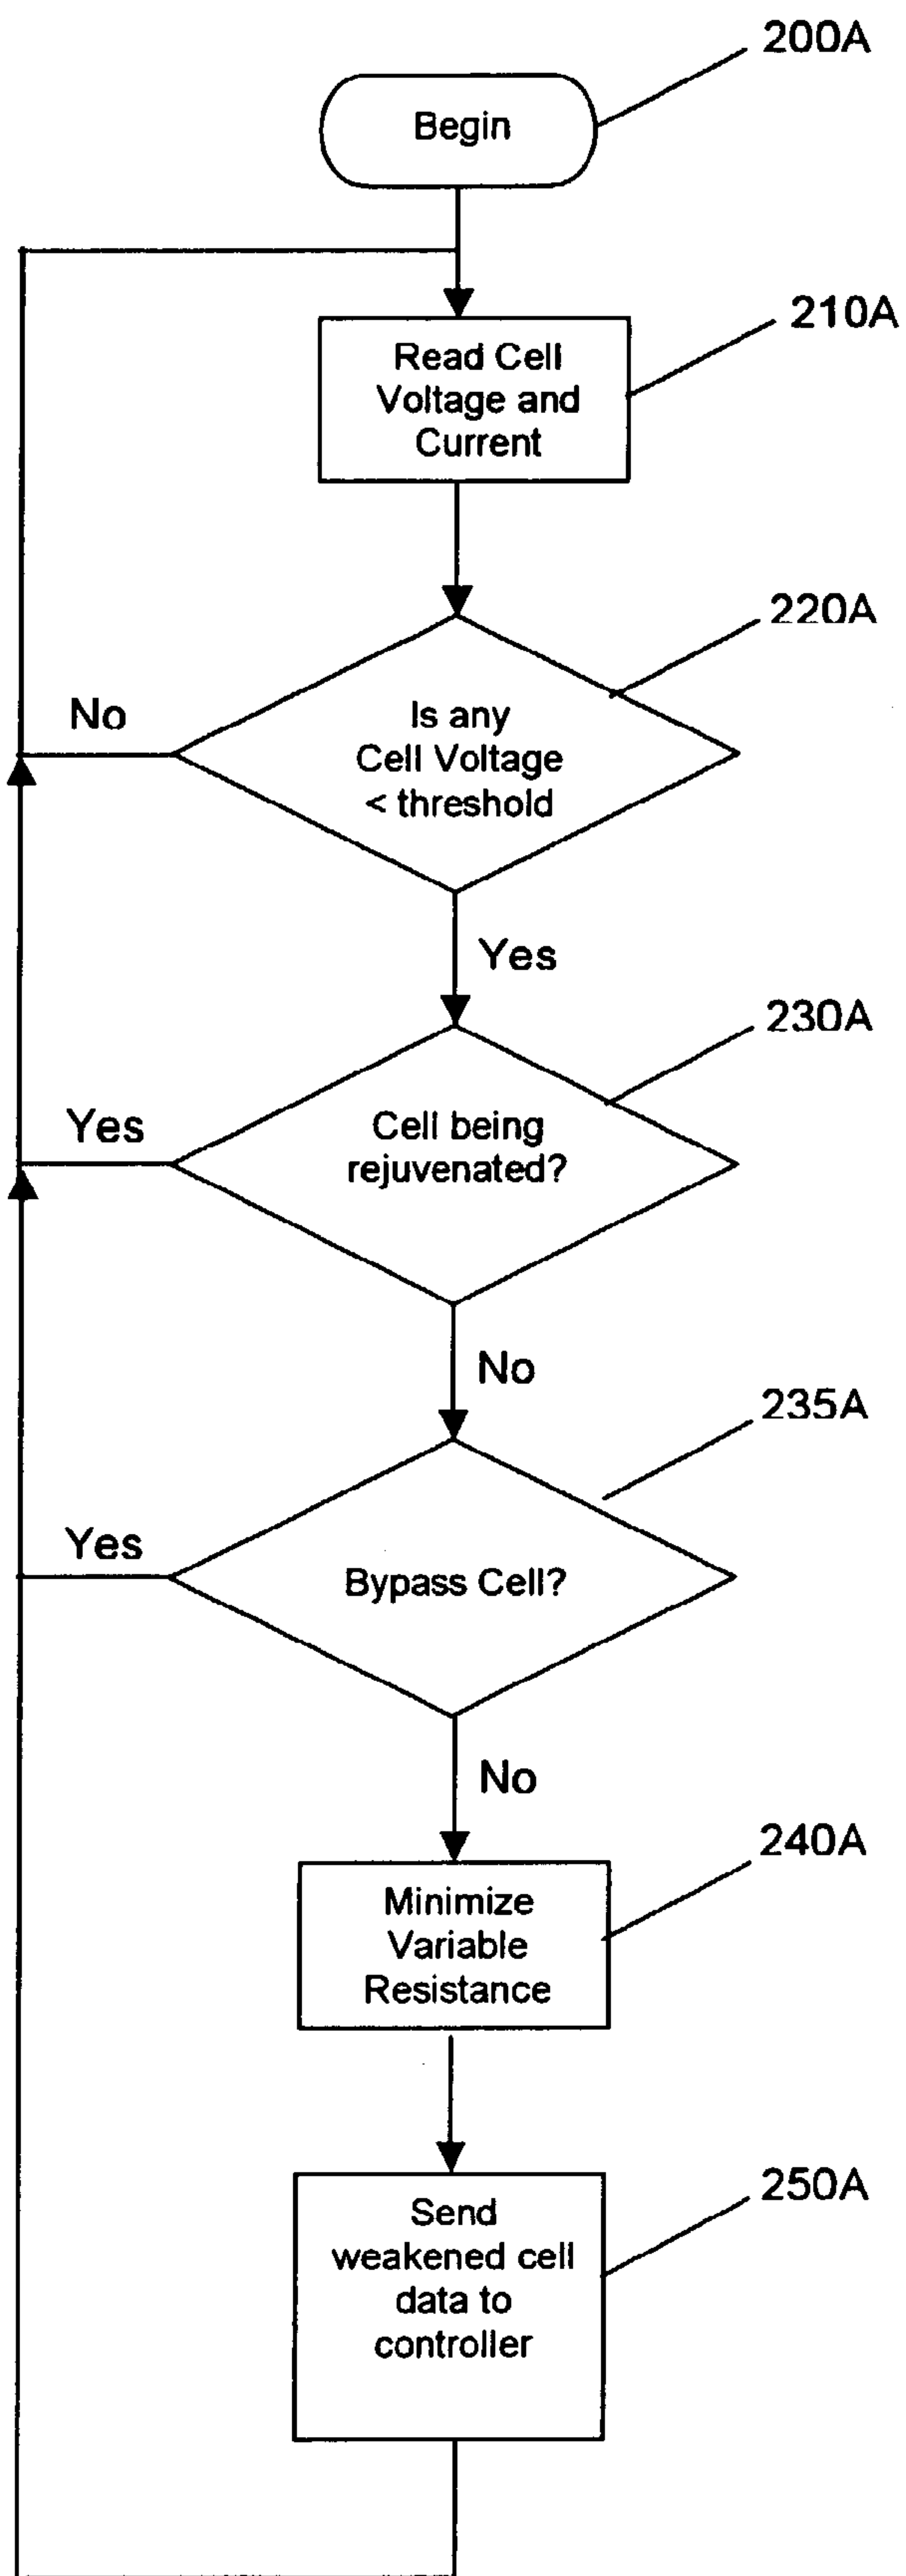 200A
Begin
210A
Read Cell
Voltage and
Current
220A
No
Is any
Cell Voltage
< threshold
Yes
230A
Yes
Cell being
rejuvenated?
No
235A
Yes
Bypass Cell?
No
240A
Minimize
Variable
Resistance
250A
Send
weakened cell
data to
controller